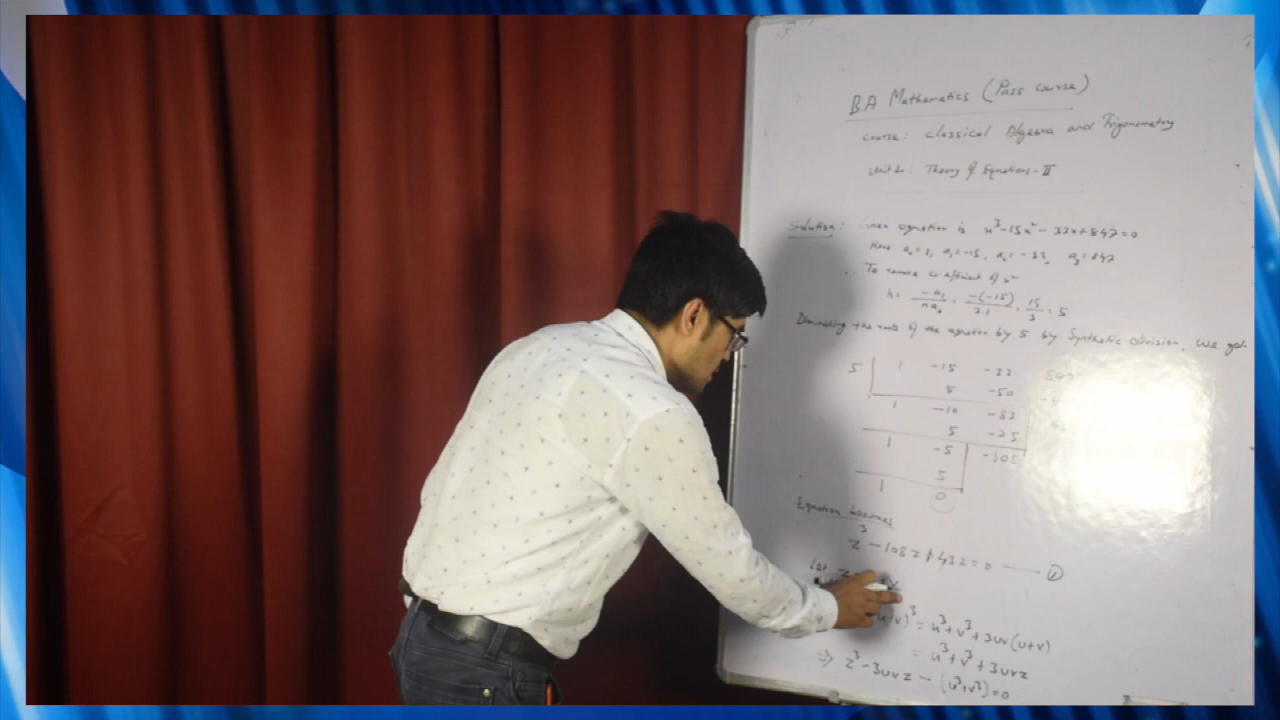 BA Mathematics (Pass course)
course: classical Algebra and Trigonometry
Unit 2: Theory of Equations-II
Solution: Given equation is x³-15x²-33x+847=0
Here a₀=1, a₁=-15, a₂=-33, a₃=847
∴ To remove coefficient of x²
h= -a₁/na₀ = -(-15)/3·1 = 15/3 = 5
Diminishing the roots of the equation by 5 by Synthetic division, we get
5 | 1 -15 -33 847
5 -50
1 -10 -83
5 -25
1 -5 -108
5
1 0
Equation becomes
z³-108z+432=0 —— ①
Let z
u+v)³ = u³+v³+3uv(u+v)
= u³+v³+3uvz
⇒ z³-3uvz-(u³+v³)=0